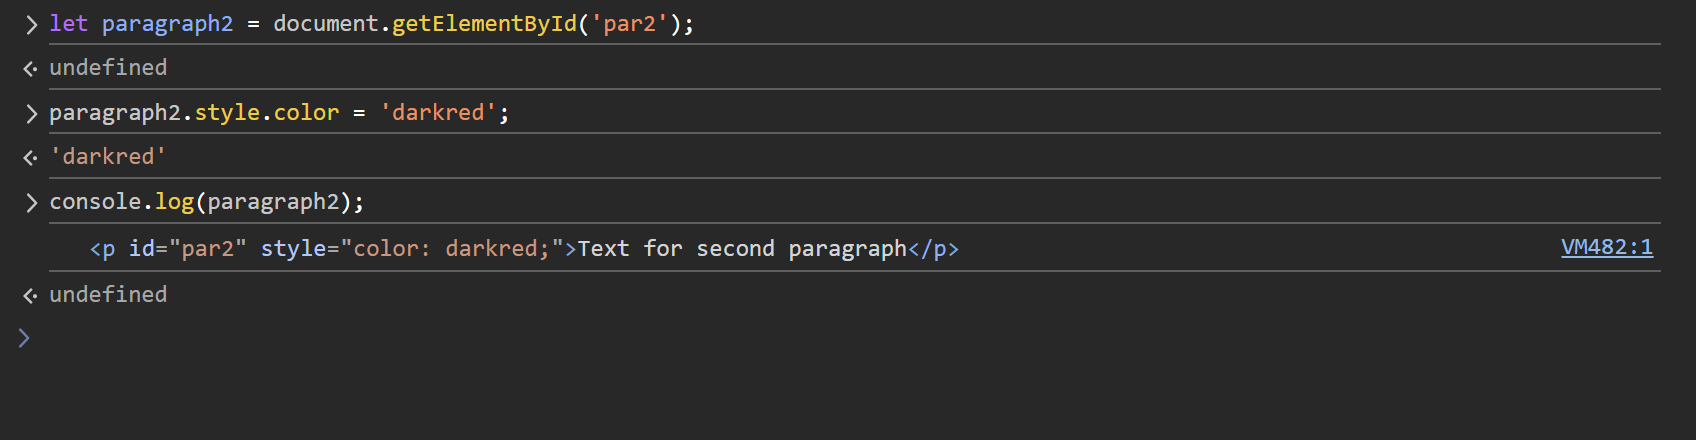 let paragraph2 = document.getElementById('par2');
undefined
paragraph2.style.color = 'darkred';
'darkred'
console.log(paragraph2);
<p id="par2" style="color: darkred;">Text for second paragraph</p> VM482:1
undefined